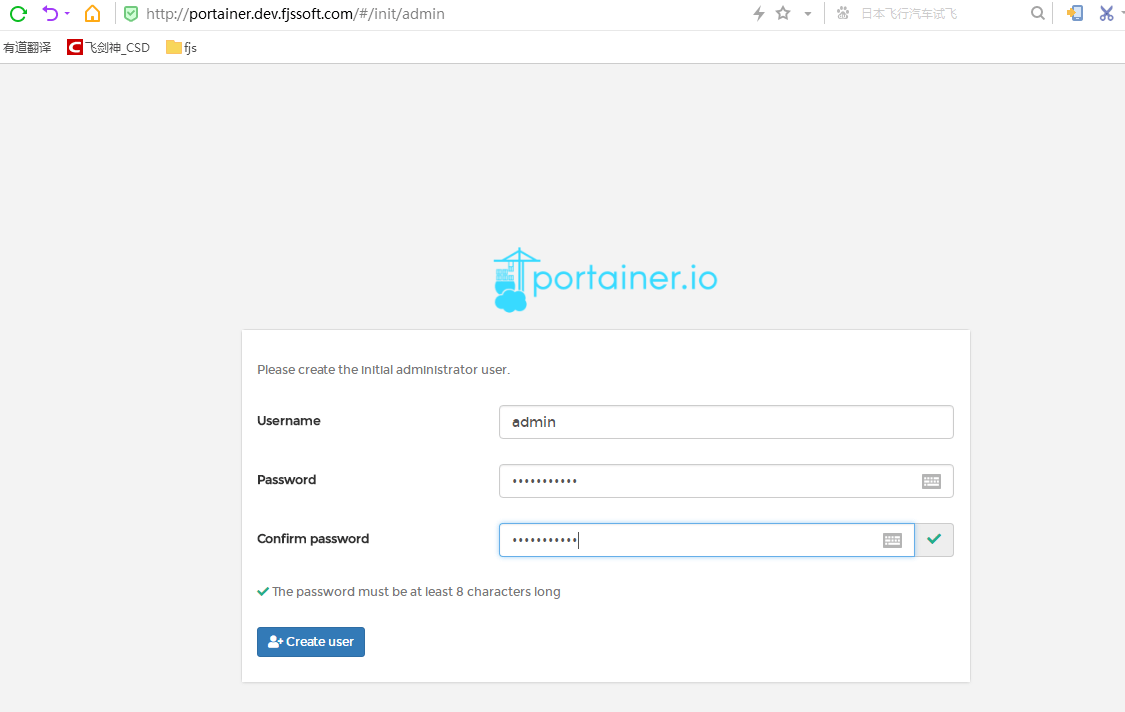 http://portainer.dev.fjssoft.com/#/init/admin 日本飞行汽车试飞
有道翻译 C 飞剑神_CSD fjs
portainer.io
Please create the initial administrator user.
Username admin
Password •••••••••••
Confirm password •••••••••••
The password must be at least 8 characters long
Create user